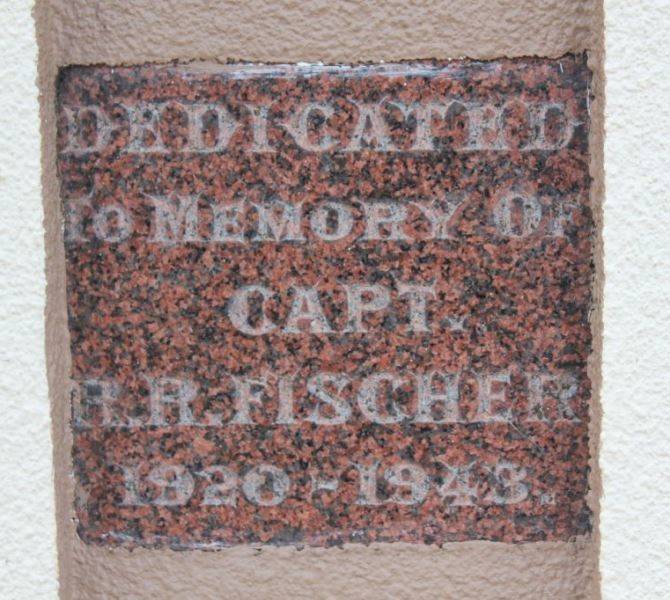 DEDICATED
TO MEMORY OF
CAPT.
R.R. FISCHER
1920 - 1943.